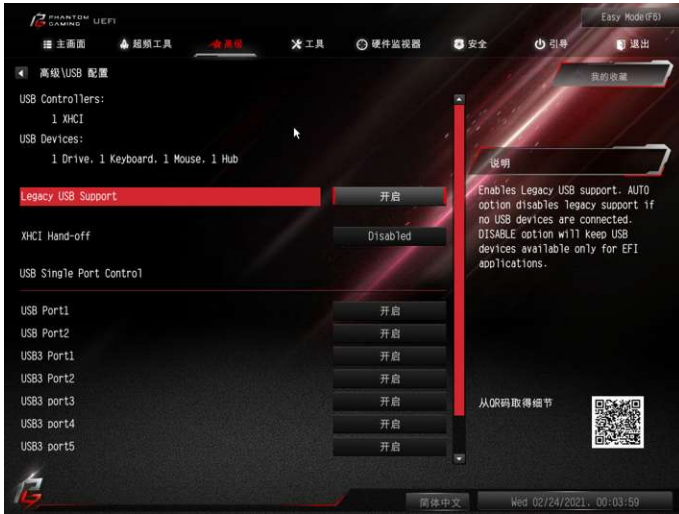 PHANTOM GAMING UEFI
Easy Mode(F6)
主画面
超频工具
高级
工具
硬件监视器
安全
引导
退出
高级\USB 配置
我的收藏
USB Controllers:
1 XHCI
USB Devices:
1 Drive. 1 Keyboard. 1 Mouse. 1 Hub
Legacy USB Support 开启
XHCI Hand-off Disabled
USB Single Port Control
USB Port1 开启
USB Port2 开启
USB3 Port1 开启
USB3 Port2 开启
USB3 port3 开启
USB3 port4 开启
USB3 port5 开启
说明
Enables Legacy USB support. AUTO
option disables legacy support if
no USB devices are connected.
DISABLE option will keep USB
devices available only for EFI
applications.
从QR码取得细节
简体中文
Wed 02/24/2021. 00:03:59